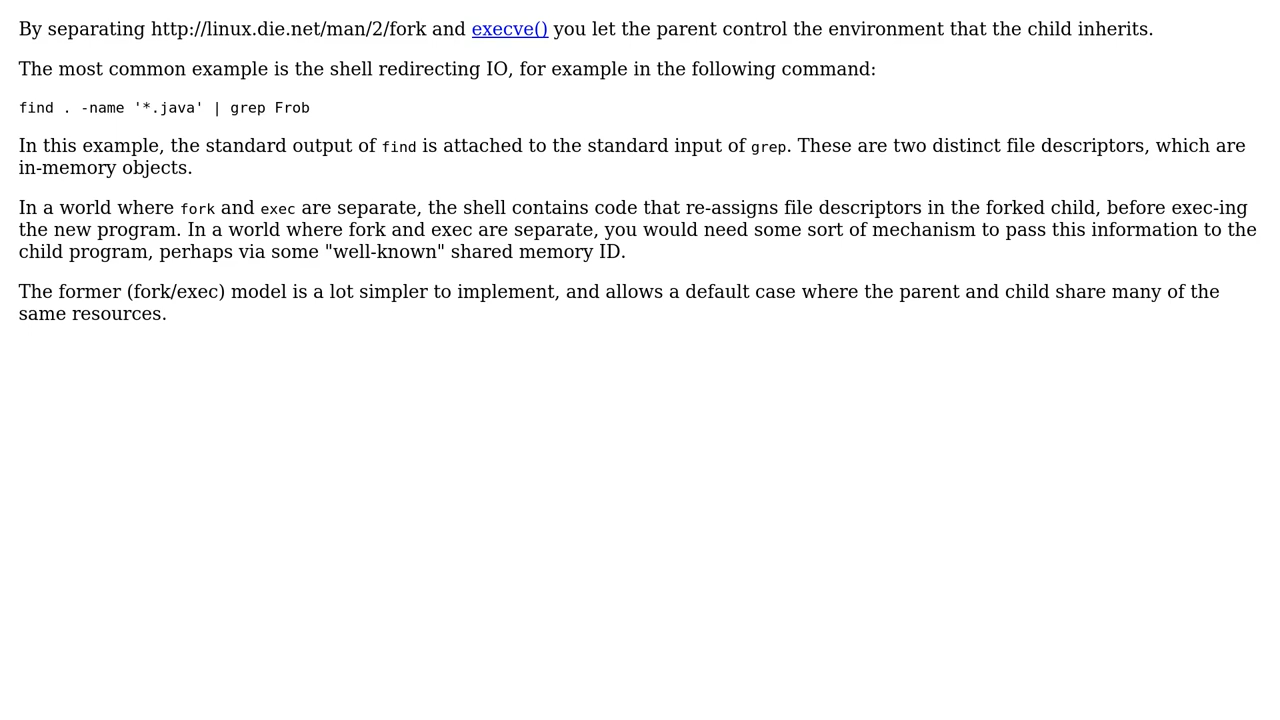 By separating http://linux.die.net/man/2/fork and execve() you let the parent control the environment that the child inherits.
The most common example is the shell redirecting IO, for example in the following command:
find . -name '*.java' | grep Frob
In this example, the standard output of find is attached to the standard input of grep. These are two distinct file descriptors, which are
in-memory objects.
In a world where fork and exec are separate, the shell contains code that re-assigns file descriptors in the forked child, before exec-ing
the new program. In a world where fork and exec are separate, you would need some sort of mechanism to pass this information to the
child program, perhaps via some "well-known" shared memory ID.
The former (fork/exec) model is a lot simpler to implement, and allows a default case where the parent and child share many of the
same resources.